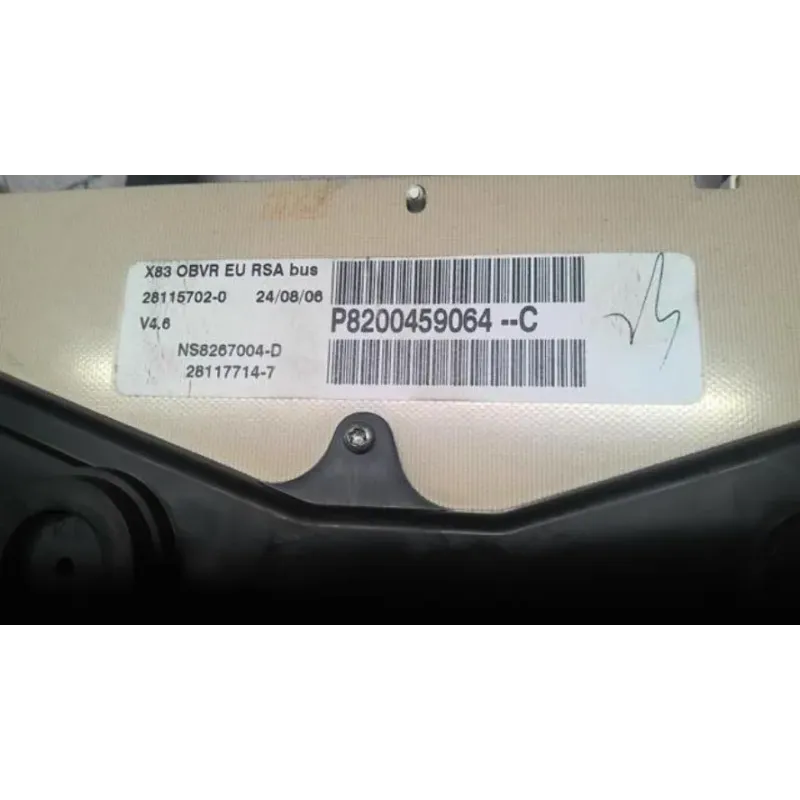 X83 OBVR EU RSA bus
28115702-0 24/08/06
V4.6
P8200459064 --C
NS8267004-D
28117714-7